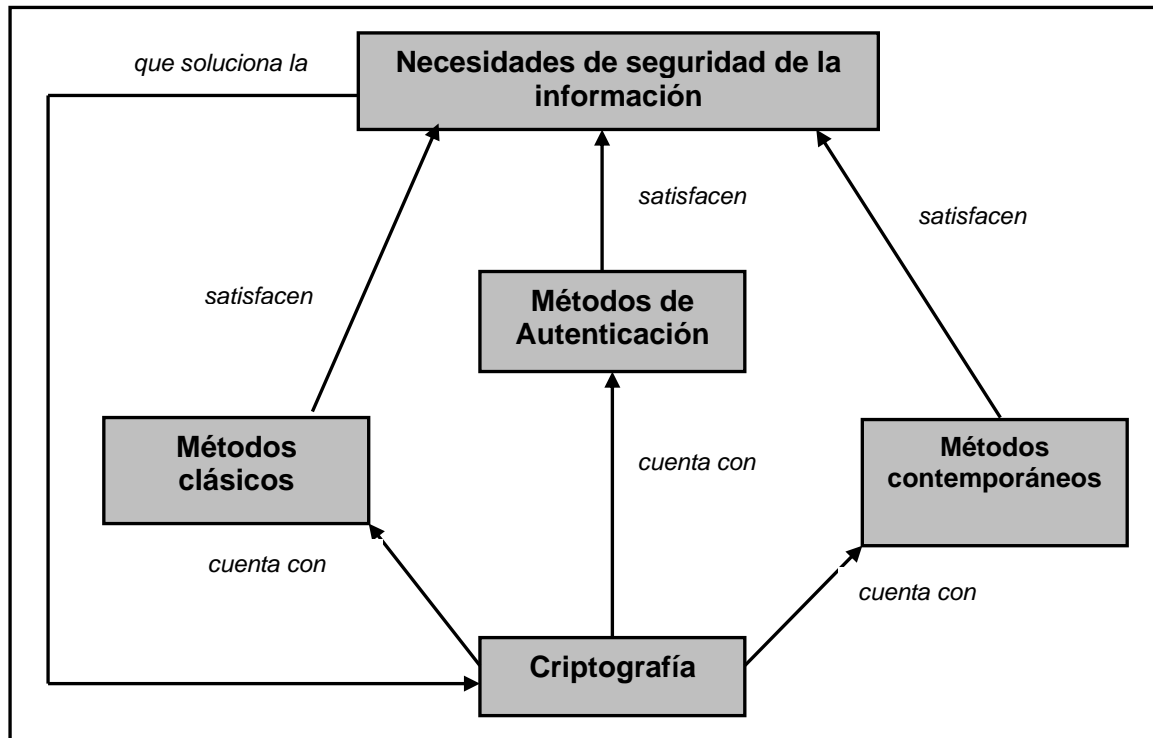 que soluciona la
Necesidades de seguridad de la
información
satisfacen
satisfacen
satisfacen
Métodos de
Autenticación
Métodos
clásicos
Métodos
contemporáneos
cuenta con
cuenta con
cuenta con
Criptografía